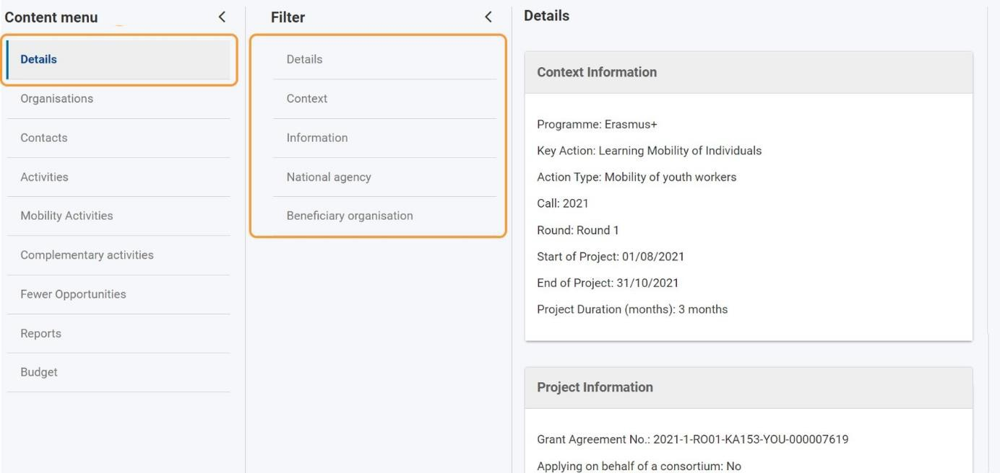 Content menu
Details
Organisations
Contacts
Activities
Mobility Activities
Complementary activities
Fewer Opportunities
Reports
Budget
Filter
Details
Context
Information
National agency
Beneficiary organisation
Details
Context Information
Programme: Erasmus+
Key Action: Learning Mobility of Individuals
Action Type: Mobility of youth workers
Call: 2021
Round: Round 1
Start of Project: 01/08/2021
End of Project: 31/10/2021
Project Duration (months): 3 months
Project Information
Grant Agreement No.: 2021-1-RO01-KA153-YOU-000007619
Applying on behalf of a consortium: No